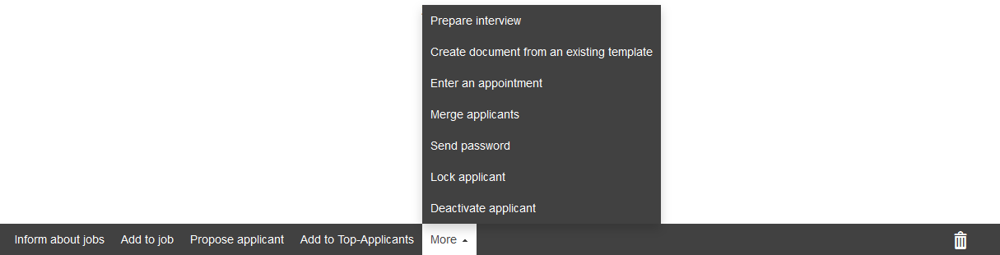 Prepare interview
Create document from an existing template
Enter an appointment
Merge applicants
Send password
Lock applicant
Deactivate applicant
Inform about jobs Add to job Propose applicant Add to Top-Applicants More